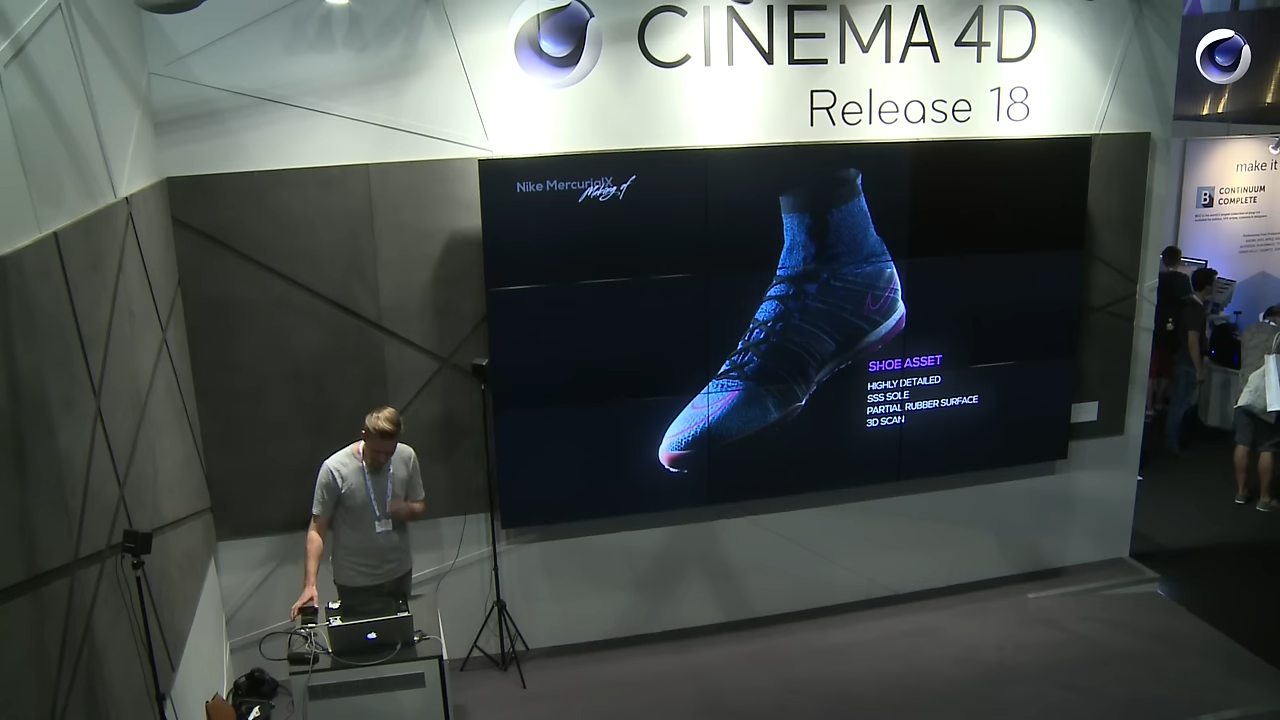 CINEMA 4D
Release 18
Nike MercurialX
Making of
SHOE ASSET
HIGHLY DETAILED
SSS SOLE
PARTIAL RUBBER SURFACE
3D SCAN
make it
B
CONTINUUM
COMPLETE